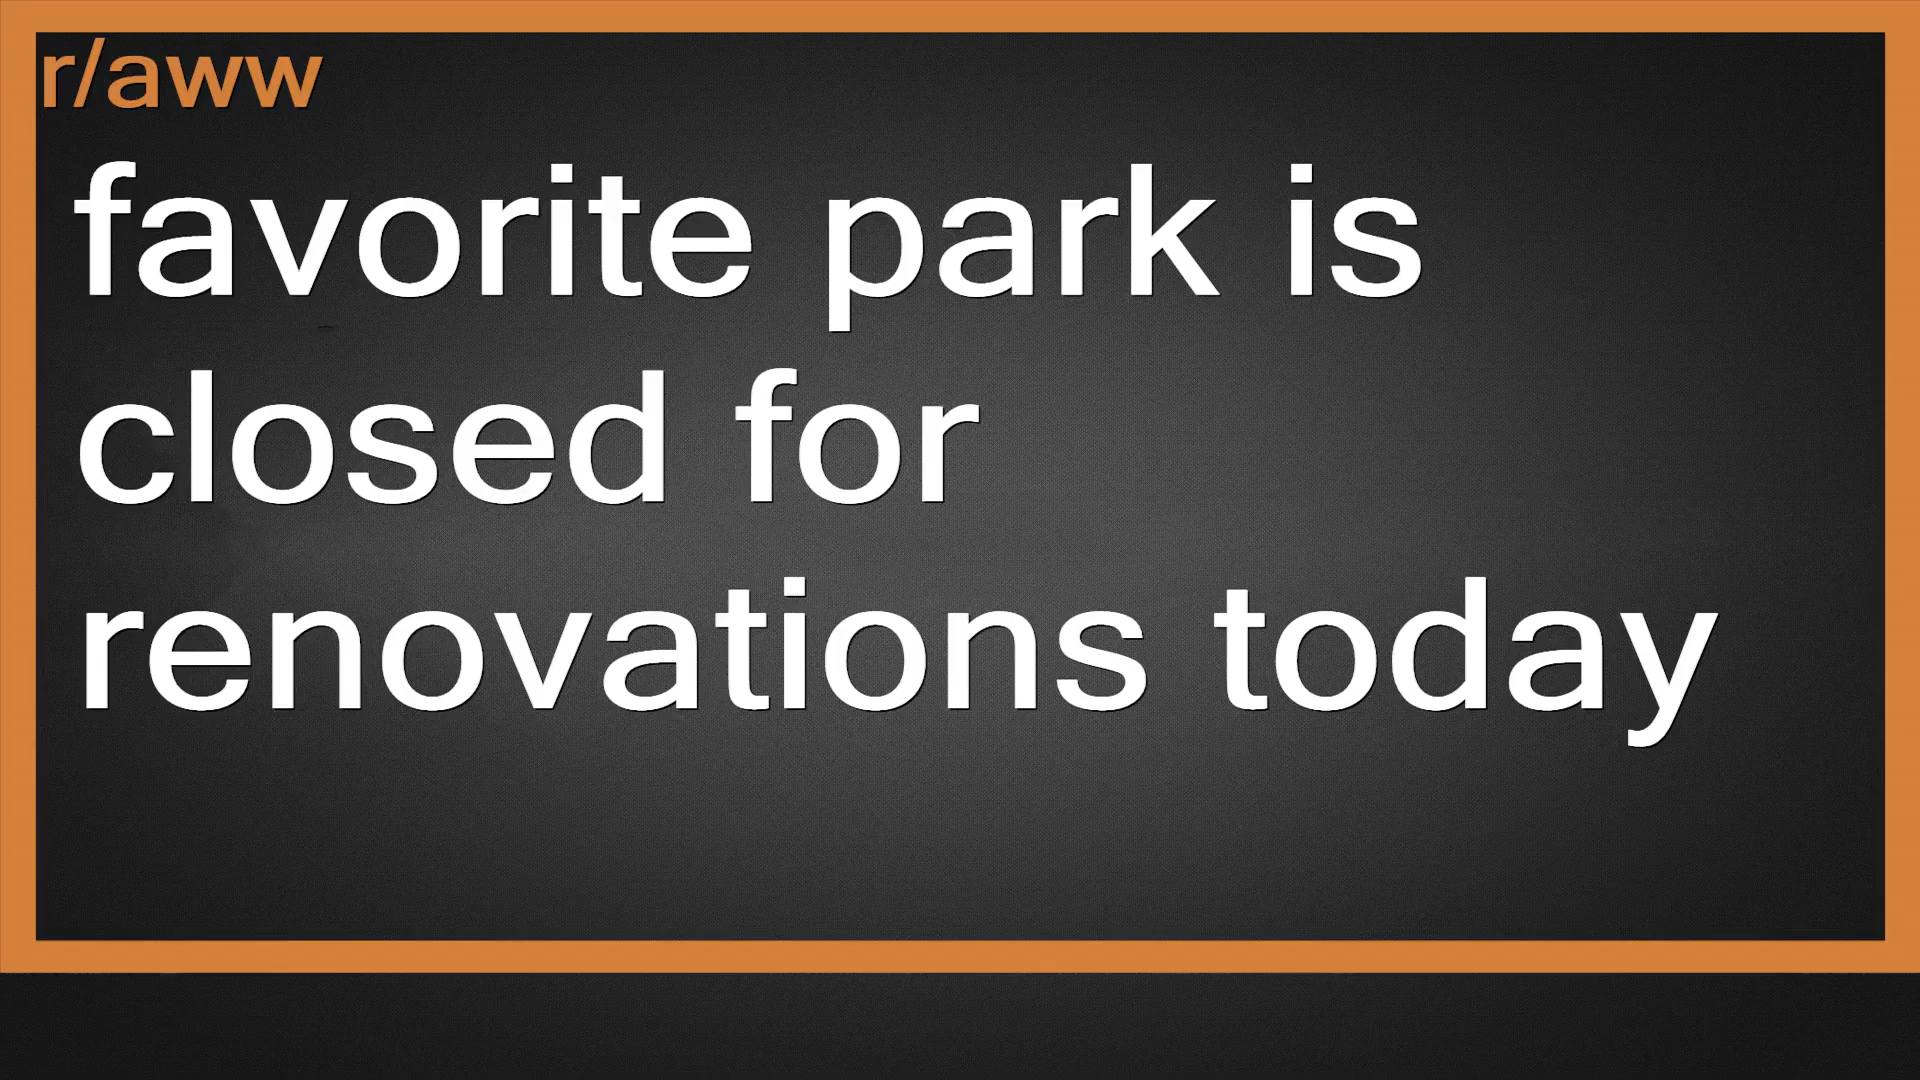 r/aww
favorite park is
closed for
renovations today